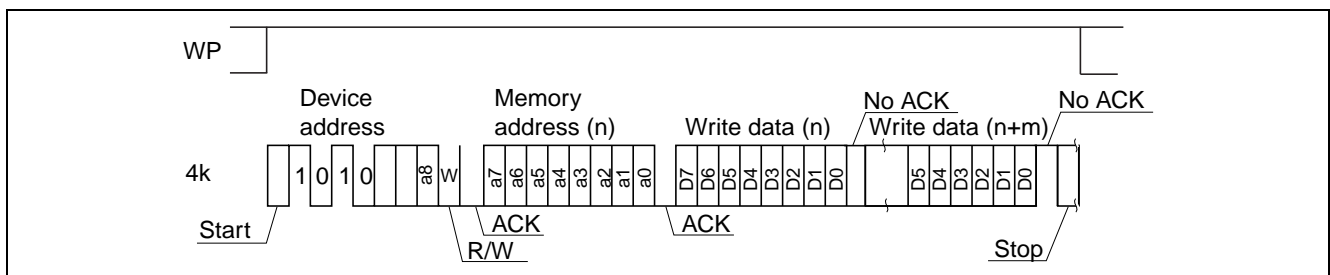 WP
Device address
Memory address (n)
Write data (n)
No ACK
Write data (n+m)
No ACK
4k
1 0 1 0 a8 W a7 a6 a5 a4 a3 a2 a1 a0 D7 D6 D5 D4 D3 D2 D1 D0 D5 D4 D3 D2 D1 D0
Start
ACK
R/W
ACK
Stop